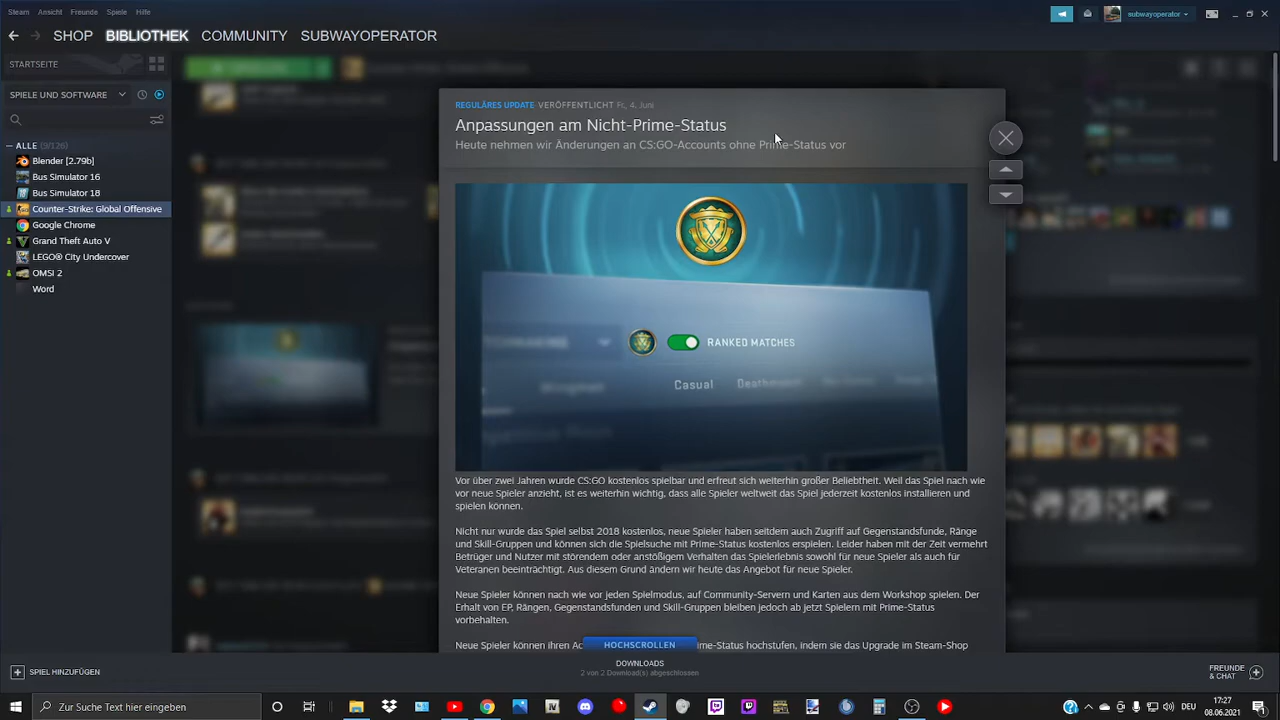 Steam Ansicht Freunde Spiele Hilfe
subwayoperator
SHOP BIBLIOTHEK COMMUNITY SUBWAYOPERATOR
STARTSEITE
SPIELE UND SOFTWARE
ALLE (9/126)
Blender [2.79b]
Bus Simulator 16
Bus Simulator 18
Counter-Strike: Global Offensive
Google Chrome
Grand Theft Auto V
LEGO® City Undercover
OMSI 2
Word
REGULÄRES UPDATE VERÖFFENTLICHT Fr., 4. Juni
Anpassungen am Nicht-Prime-Status
Heute nehmen wir Änderungen an CS:GO-Accounts ohne Prime-Status vor
RANKED MATCHES
Wingman
Casual Deathmatch
Vor über zwei Jahren wurde CS:GO kostenlos spielbar und erfreut sich weiterhin großer Beliebtheit. Weil das Spiel nach wie
vor neue Spieler anzieht, ist es weiterhin wichtig, dass alle Spieler weltweit das Spiel jederzeit kostenlos installieren und
spielen können.
Nicht nur wurde das Spiel selbst 2018 kostenlos, neue Spieler haben seitdem auch Zugriff auf Gegenstandsfunde, Ränge
und Skill-Gruppen und können sich die Spielsuche mit Prime-Status kostenlos erspielen. Leider haben mit der Zeit vermehrt
Betrüger und Nutzer mit störendem oder anstößigem Verhalten das Spielerlebnis sowohl für neue Spieler als auch für
Veteranen beeinträchtigt. Aus diesem Grund ändern wir heute das Angebot für neue Spieler.
Neue Spieler können nach wie vor jeden Spielmodus, auf Community-Servern und Karten aus dem Workshop spielen. Der
Erhalt von EP, Rängen, Gegenstandsfunden und Skill-Gruppen bleiben jedoch ab jetzt Spielern mit Prime-Status
vorbehalten.
Neue Spieler können ihren Ac HOCHSCROLLEN ime-Status hochstufen, indem sie das Upgrade im Steam-Shop
SPIEL HINZUFÜGEN
DOWNLOADS
2 von 2 Download(s) abgeschlossen
FREUNDE
& CHAT
Zur Suche Text hier eingeben
DEU
17:27
08.06.2021